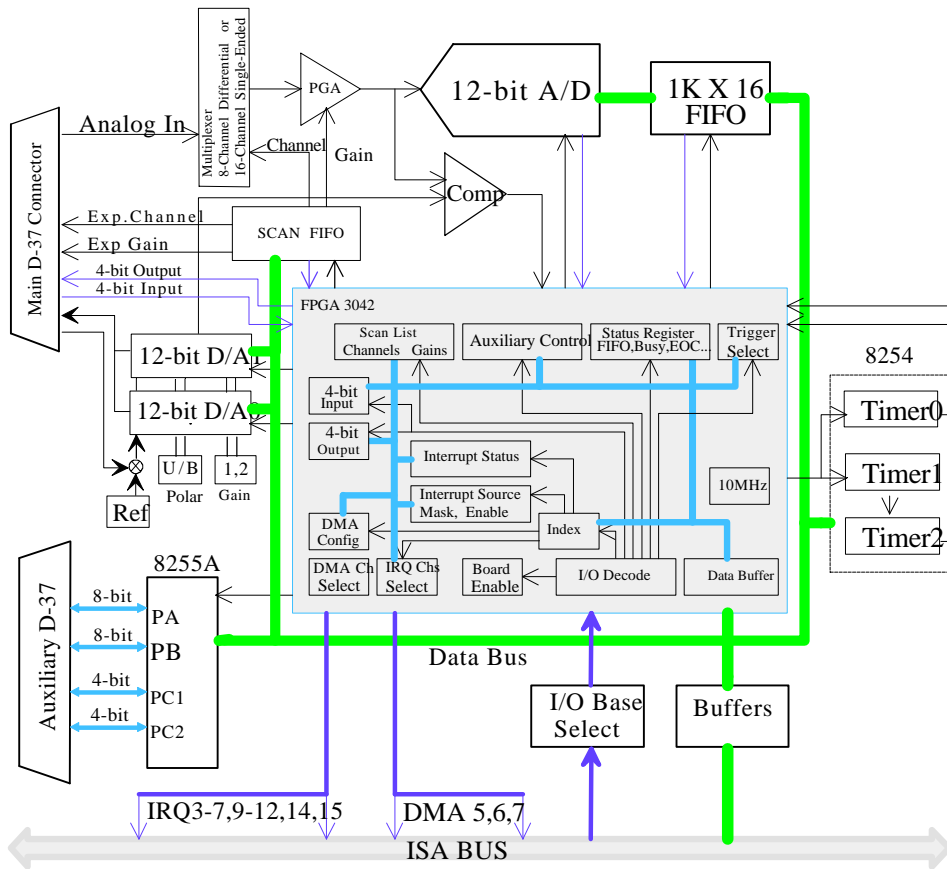 Multiplexer
8-Channel Differential or
16-Channel Single-Ended
PGA
12-bit A/D
1K X 16
FIFO
Analog In
Channel
Gain
Comp
Main D-37 Connector
Exp.Channel
Exp Gain
4-bit Output
4-bit Input
SCAN FIFO
FPGA 3042
Scan List
Channels Gains
Auxiliary Control
Status Register
FIFO,Busy,EOC...
Trigger
Select
12-bit D/A1
12-bit D/A0
4-bit
Input
4-bit
Output
8254
Timer0
Timer1
Timer2
U/B
Polar
1,2
Gain
Ref
Interrupt Status
Interrupt Source
Mask, Enable
10MHz
DMA
Config
Index
DMA Ch
Select
IRQ Chs
Select
Board
Enable
I/O Decode
Data Buffer
8255A
Auxiliary D-37
8-bit
PA
8-bit
PB
4-bit
PC1
4-bit
PC2
Data Bus
I/O Base
Select
Buffers
IRQ3-7,9-12,14,15
DMA 5,6,7
ISA BUS